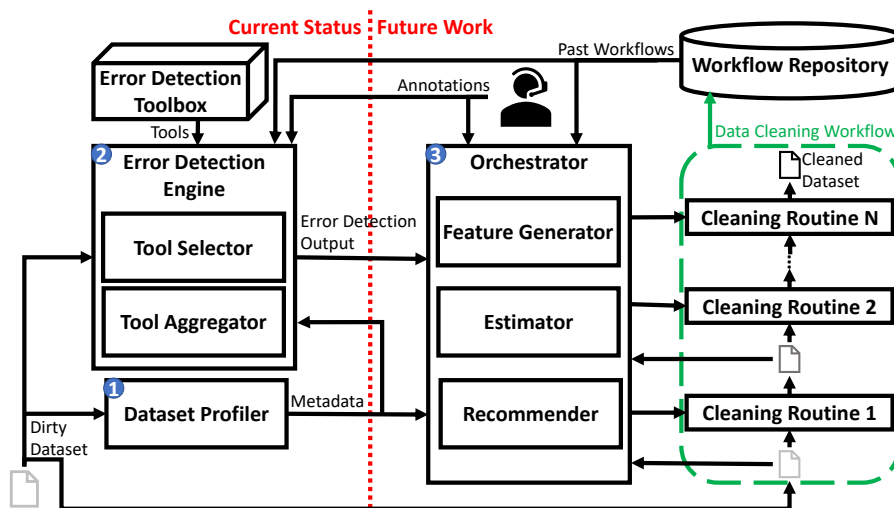 Current Status
Future Work
Past Workflows
Workflow Repository
Error Detection
Toolbox
Annotations
Tools
Data Cleaning Workflow
2
Error Detection
Engine
3
Orchestrator
Cleaned
Dataset
Tool Selector
Error Detection
Output
Feature Generator
Cleaning Routine N
Tool Aggregator
Estimator
Cleaning Routine 2
1
Dataset Profiler
Metadata
Recommender
Cleaning Routine 1
Dirty
Dataset